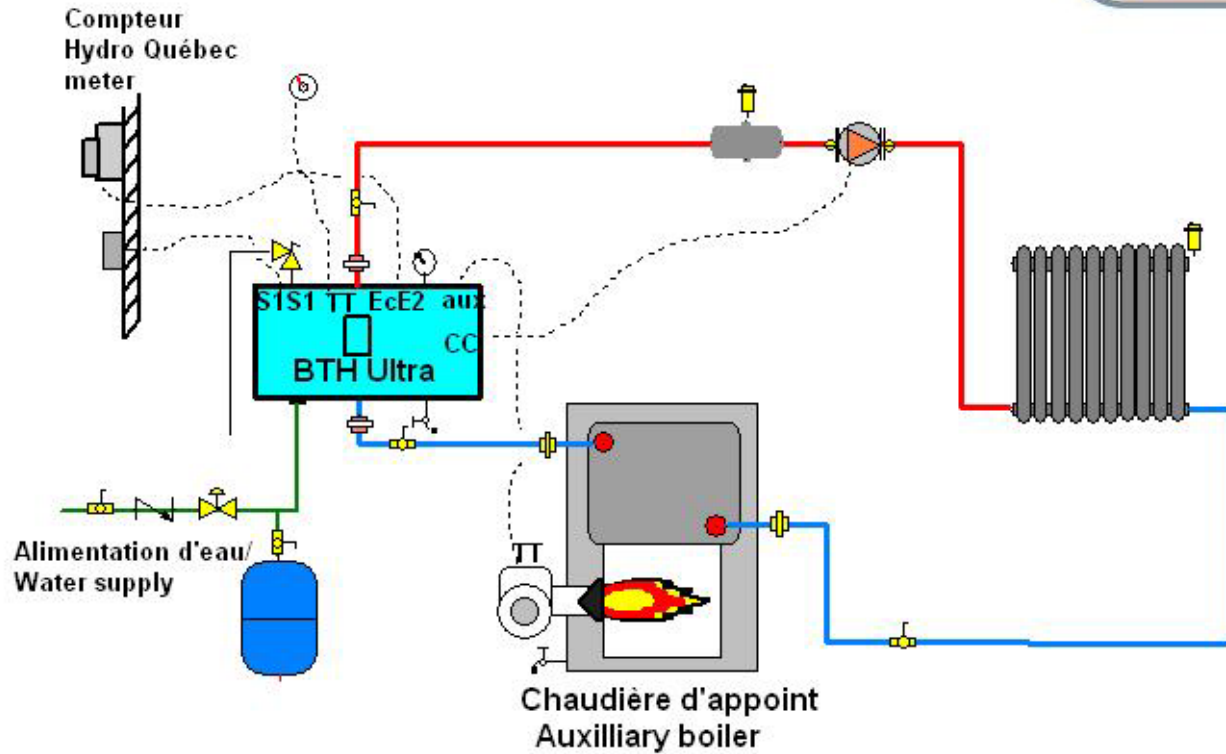 Compteur
Hydro Québec
meter
S1S1 TT EcE2 aux
CC
BTH Ultra
Alimentation d'eau/
Water supply
TT
Chaudière d'appoint
Auxilliary boiler